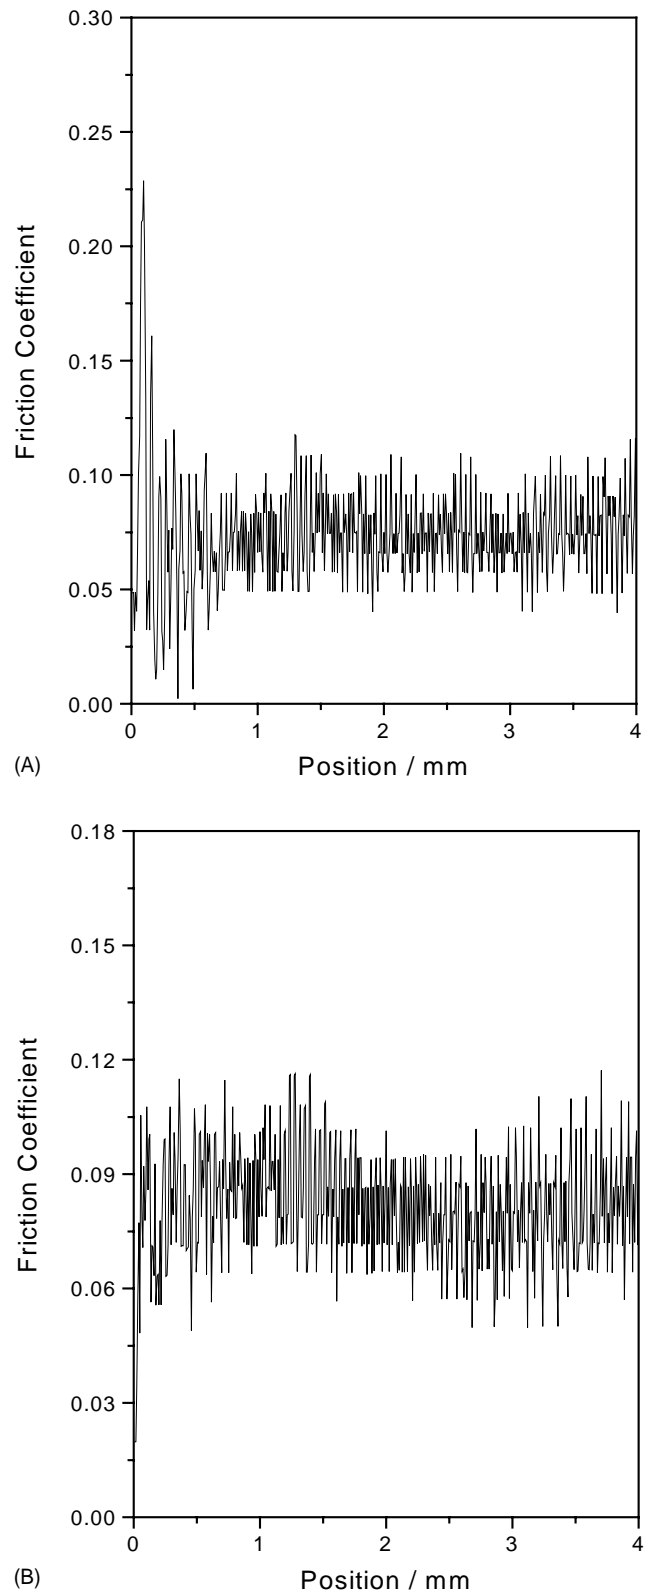 0.30
0.25
0.20
0.15
0.10
0.05
0.00
Friction Coefficient
0 1 2 3 4
Position / mm
(A)
0.18
0.15
0.12
0.09
0.06
0.03
0.00
Friction Coefficient
0 1 2 3 4
Position / mm
(B)